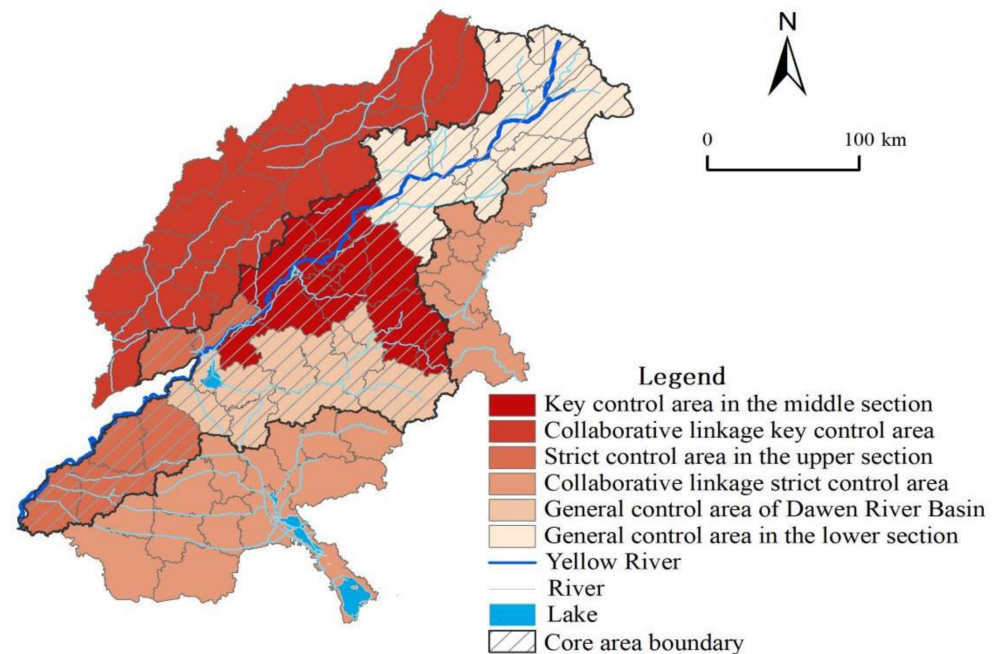 N
0 100 km
Legend
Key control area in the middle section
Collaborative linkage key control area
Strict control area in the upper section
Collaborative linkage strict control area
General control area of Dawen River Basin
General control area in the lower section
Yellow River
River
Lake
Core area boundary